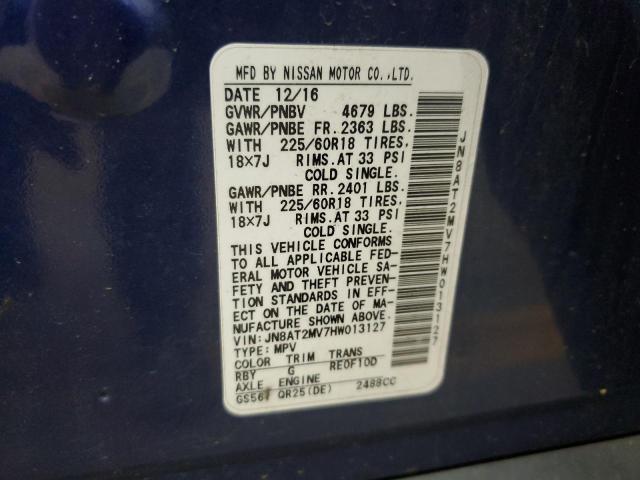 MFD BY NISSAN MOTOR CO.,LTD.
DATE 12/16
GVWR/PNBV 4679 LBS.
GAWR/PNBE FR. 2363 LBS.
WITH 225/60R18 TIRES,
18X7J RIMS. AT 33 PSI
COLD SINGLE.
GAWR/PNBE RR. 2401 LBS.
WITH 225/60R18 TIRES,
18X7J RIMS. AT 33 PSI
COLD SINGLE.
THIS VEHICLE CONFORMS
TO ALL APPLICABLE FED-
ERAL MOTOR VEHICLE SA-
FETY AND THEFT PREVEN-
TION STANDARDS IN EFF-
ECT ON THE DATE OF MA-
NUFACTURE SHOWN ABOVE.
VIN: JN8AT2MV7HW013127
TYPE: MPV
COLOR TRIM TRANS
RBY G RE0F10D
AXLE ENGINE
GS56 QR25(DE) 2488CC
JN8AT2MV7HW013127